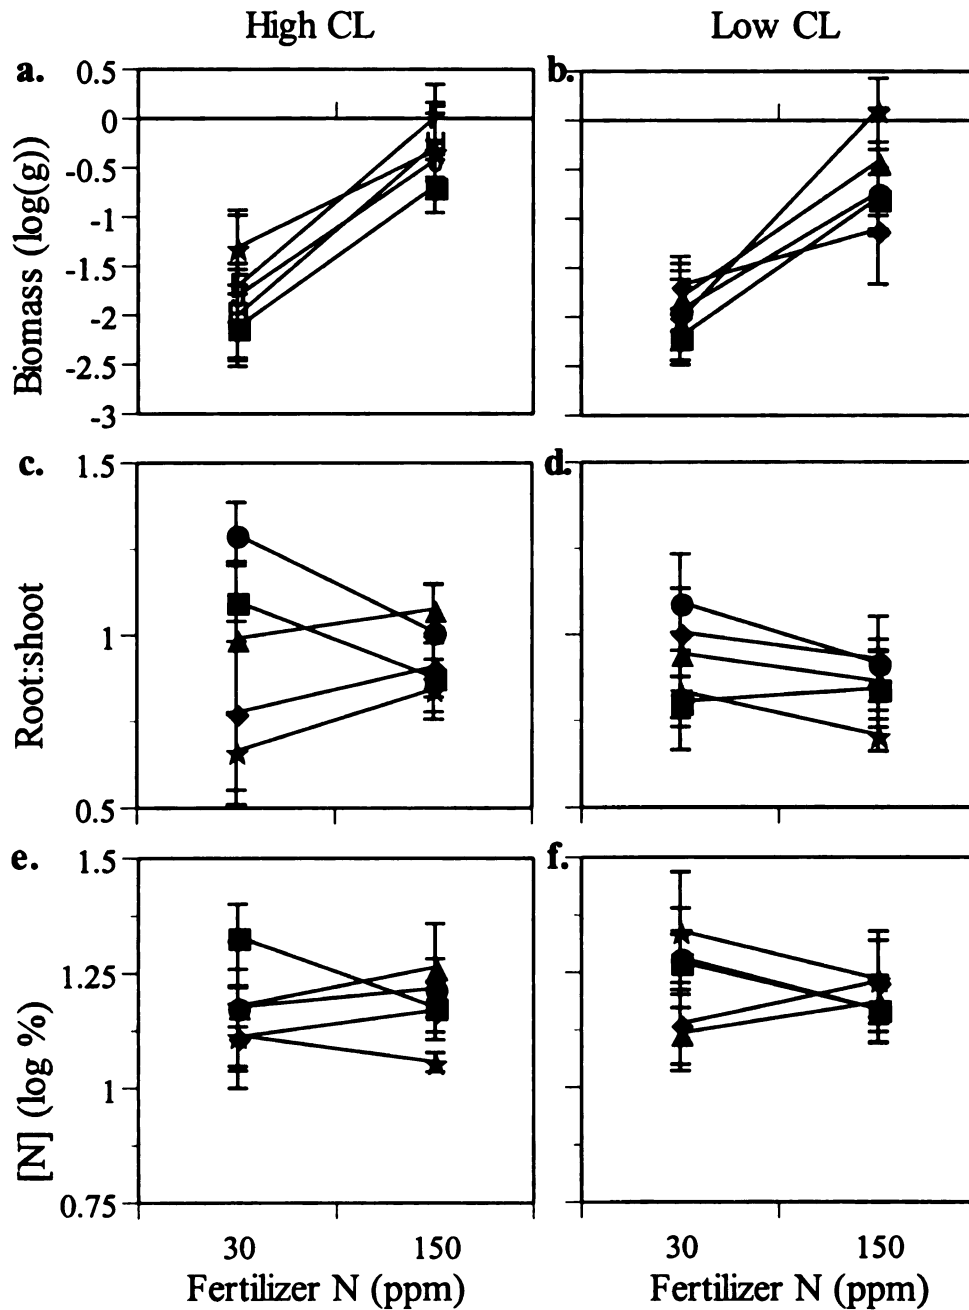 High CL Low CL
a. b.
0.5
0
-0.5
-1
-1.5
-2
-2.5
-3
Biomass (log(g))
c. d.
1.5
1
0.5
Root:shoot
e. f.
1.5
1.25
1
0.75
[N] (log %)
30 150 30 150
Fertilizer N (ppm) Fertilizer N (ppm)